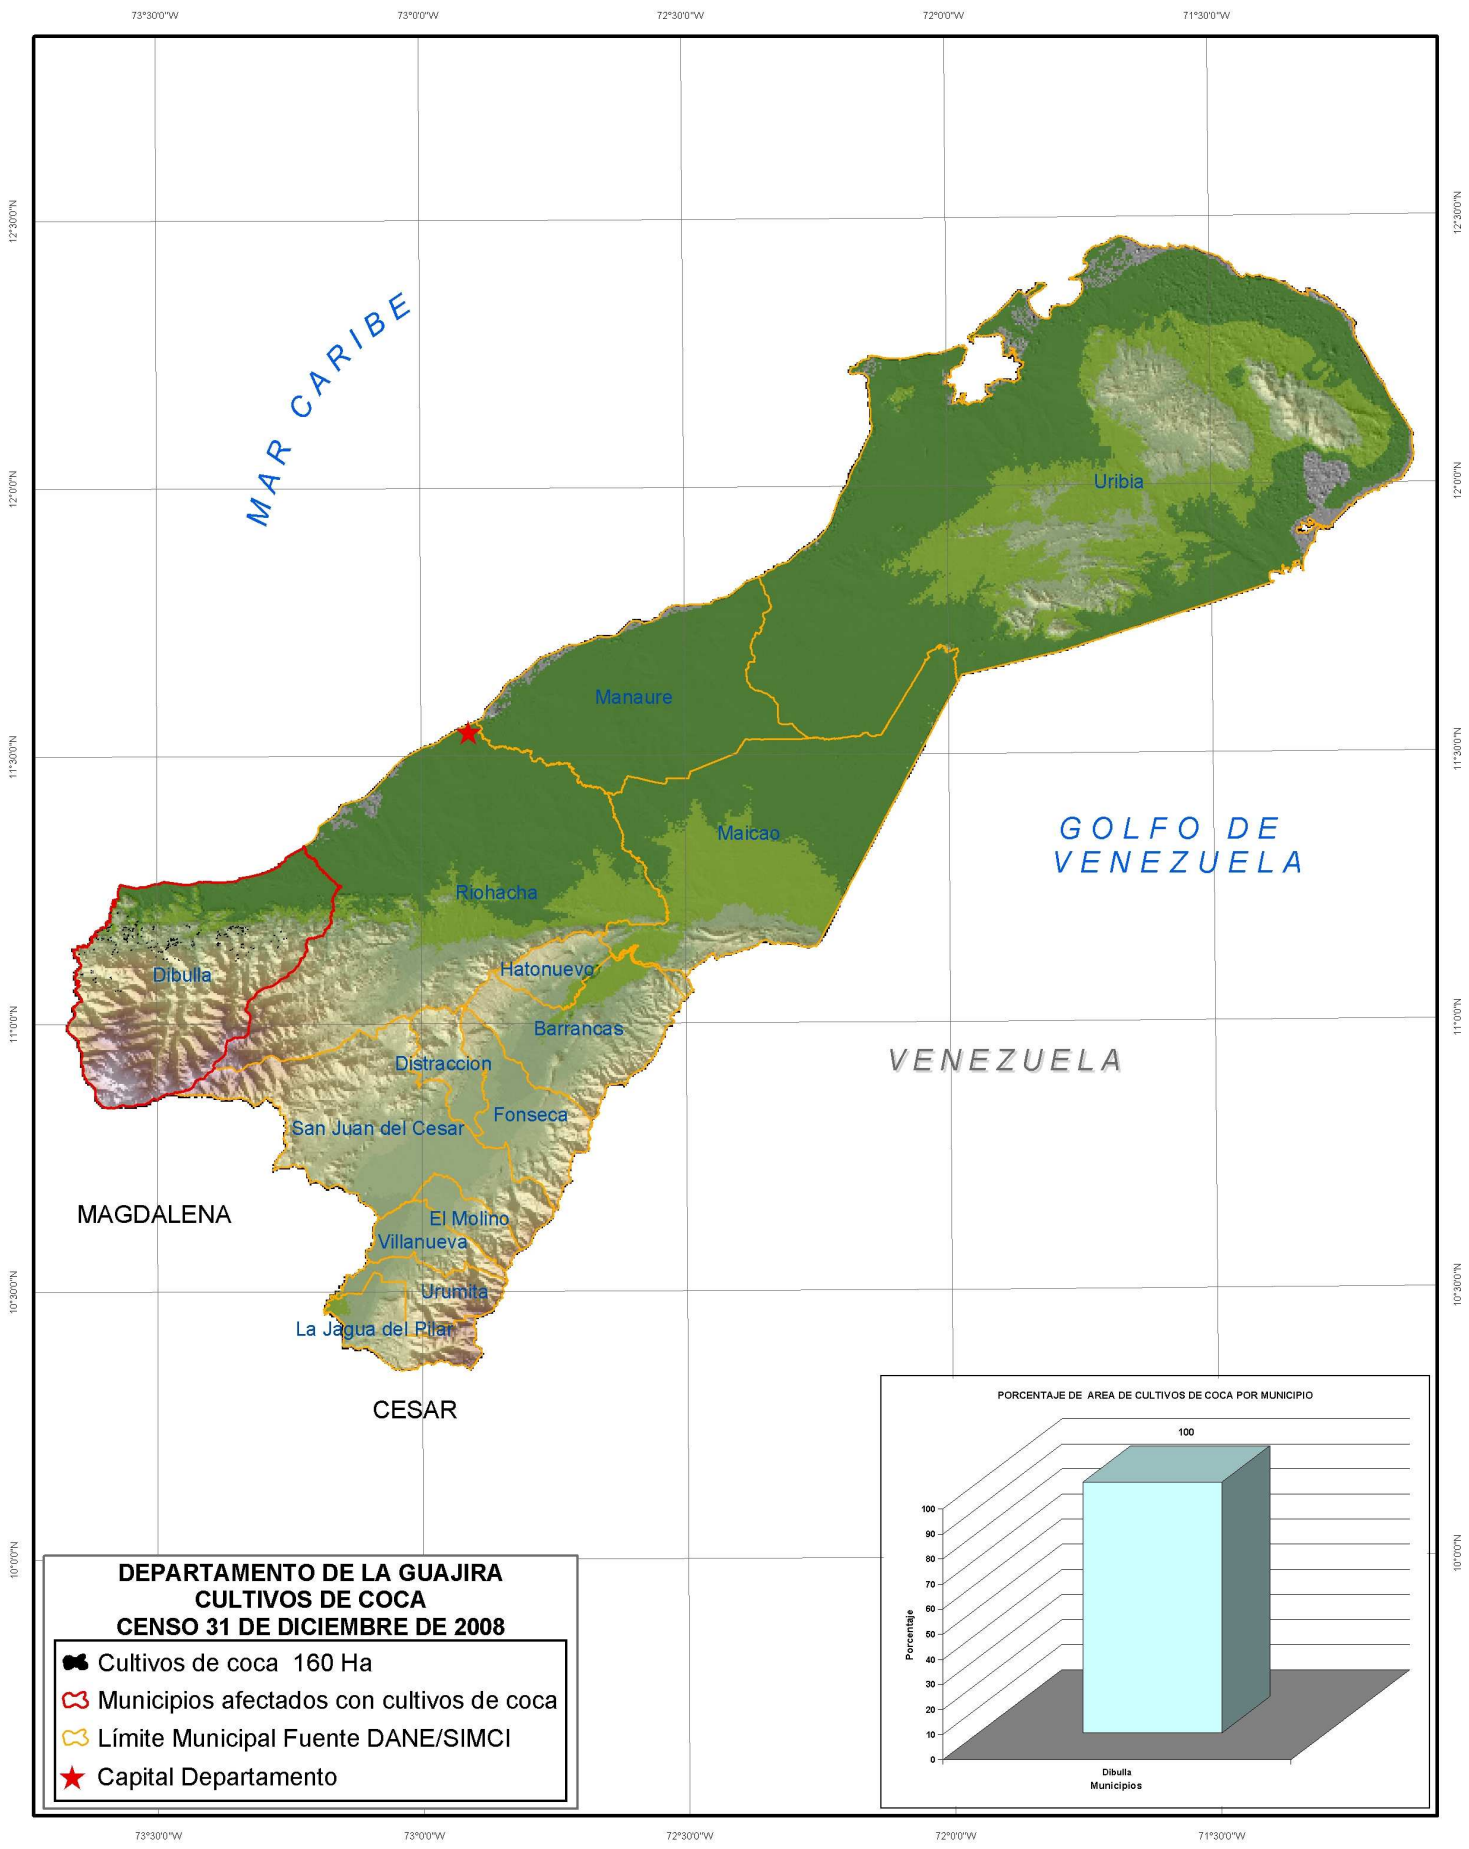 73°30'0"W 73°0'0"W 72°30'0"W 72°0'0"W 71°30'0"W
12°30'0"N 12°30'0"N
MAR CARIBE
12°0'0"N 12°0'0"N
Uribia
Manaure
11°30'0"N 11°30'0"N
Maicao
GOLFO DE
VENEZUELA
Riohacha
Dibulla
Hatonuevo
11°0'0"N 11°0'0"N
Barrancas
VENEZUELA
Distraccion
Fonseca
San Juan del Cesar
MAGDALENA
El Molino
Villanueva
10°30'0"N 10°30'0"N
Urumita
La Jagua del Pilar
CESAR
10°0'0"N 10°0'0"N
DEPARTAMENTO DE LA GUAJIRA
CULTIVOS DE COCA
CENSO 31 DE DICIEMBRE DE 2008
Cultivos de coca 160 Ha
Municipios afectados con cultivos de coca
Límite Municipal Fuente DANE/SIMCI
Capital Departamento
PORCENTAJE DE AREA DE CULTIVOS DE COCA POR MUNICIPIO
100
100
90
80
70
60
50
40
30
20
10
0
Porcentaje
Dibulla
Municipios
73°30'0"W 73°0'0"W 72°30'0"W 72°0'0"W 71°30'0"W